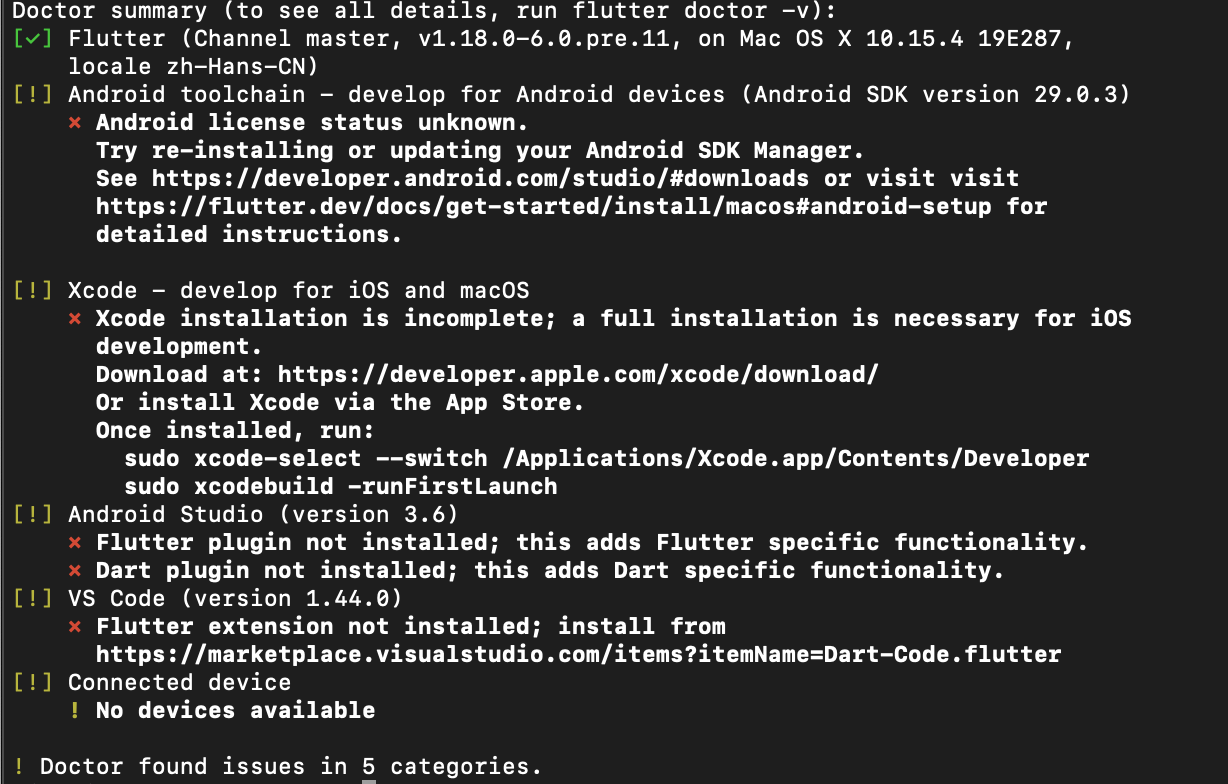 Doctor summary (to see all details, run flutter doctor -v):
[✓] Flutter (Channel master, v1.18.0-6.0.pre.11, on Mac OS X 10.15.4 19E287,
    locale zh-Hans-CN)
[!] Android toolchain - develop for Android devices (Android SDK version 29.0.3)
    ✗ Android license status unknown.
      Try re-installing or updating your Android SDK Manager.
      See https://developer.android.com/studio/#downloads or visit visit
      https://flutter.dev/docs/get-started/install/macos#android-setup for
      detailed instructions.

[!] Xcode - develop for iOS and macOS
    ✗ Xcode installation is incomplete; a full installation is necessary for iOS
      development.
      Download at: https://developer.apple.com/xcode/download/
      Or install Xcode via the App Store.
      Once installed, run:
        sudo xcode-select --switch /Applications/Xcode.app/Contents/Developer
        sudo xcodebuild -runFirstLaunch
[!] Android Studio (version 3.6)
    ✗ Flutter plugin not installed; this adds Flutter specific functionality.
    ✗ Dart plugin not installed; this adds Dart specific functionality.
[!] VS Code (version 1.44.0)
    ✗ Flutter extension not installed; install from
      https://marketplace.visualstudio.com/items?itemName=Dart-Code.flutter
[!] Connected device
    ! No devices available

! Doctor found issues in 5 categories.